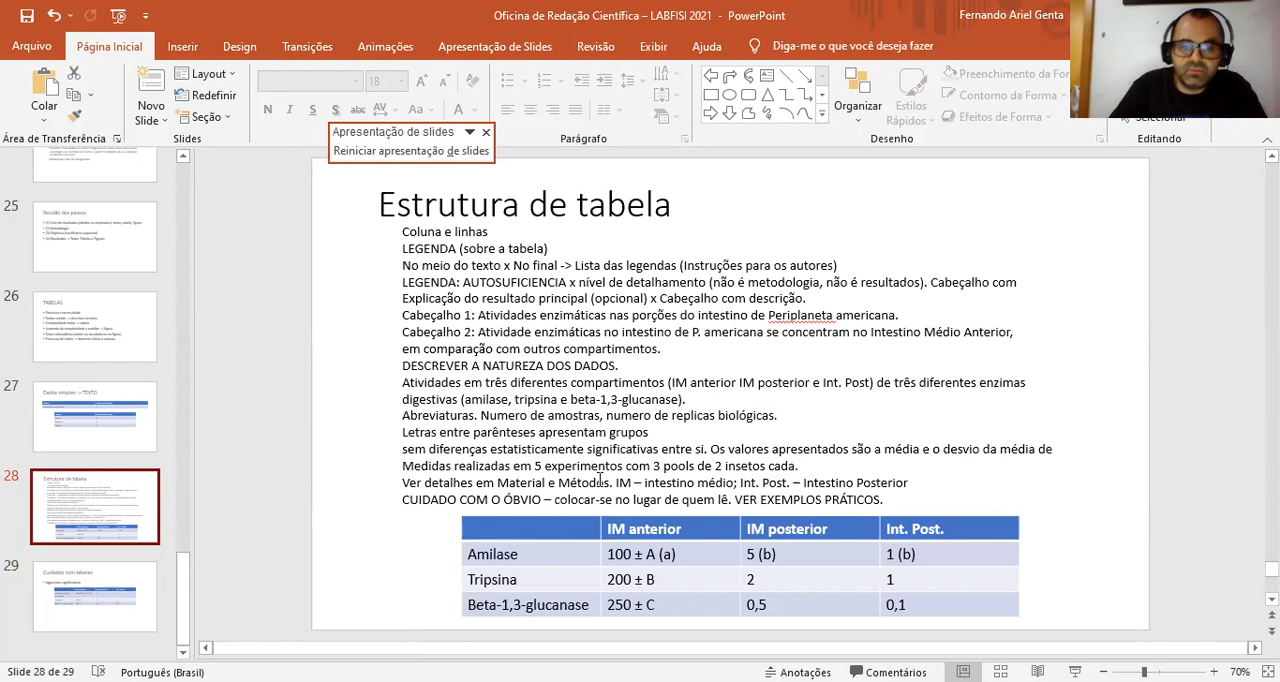 Oficina de Redação Científica – LABFISI 2021 - PowerPoint
Fernando Ariel Genta
Arquivo
Página Inicial
Inserir
Design
Transições
Animações
Apresentação de Slides
Revisão
Exibir
Ajuda
Diga-me o que você deseja fazer
Colar
Novo
Slide
Layout
Redefinir
Seção
18
N
I
S
S
abc
AV
Aa
A
Organizar
Estilos
Rápidos
Preenchimento da For
Contorno da Forma
Efeitos de Forma
Selecionar
Área de Transferência
Slides
Parágrafo
Desenho
Editando
Apresentação de slides
Reiniciar apresentação de slides
25
Revisão dos passos
26
TABELAS
27
Dados simples -> TEXTO
28
Estrutura de tabela
29
Cuidados com tabelas
Estrutura de tabela
Coluna e linhas
LEGENDA (sobre a tabela)
No meio do texto x No final -> Lista das legendas (Instruções para os autores)
LEGENDA: AUTOSUFICIENCIA x nível de detalhamento (não é metodologia, não é resultados). Cabeçalho com
Explicação do resultado principal (opcional) x Cabeçalho com descrição.
Cabeçalho 1: Atividades enzimáticas nas porções do intestino de Periplaneta americana.
Cabeçalho 2: Atividade enzimáticas no intestino de P. americana se concentram no Intestino Médio Anterior,
em comparação com outros compartimentos.
DESCREVER A NATUREZA DOS DADOS.
Atividades em três diferentes compartimentos (IM anterior IM posterior e Int. Post) de três diferentes enzimas
digestivas (amilase, tripsina e beta-1,3-glucanase).
Abreviaturas. Numero de amostras, numero de replicas biologicas.
Letras entre parênteses apresentam grupos
sem diferenças estatisticamente significativas entre si. Os valores apresentados são a média e o desvio da média de
Medidas realizadas em 5 experimentos com 3 pools de 2 insetos cada.
Ver detalhes em Material e Métodos. IM – intestino médio, Int. Post. – Intestino Posterior
CUIDADO COM O ÓBVIO – colocar-se no lugar de quem lê. VER EXEMPLOS PRÁTICOS.
IM anterior IM posterior Int. Post.
Amilase 100 ± A (a) 5 (b) 1 (b)
Tripsina 200 ± B 2 1
Beta-1,3-glucanase 250 ± C 0,5 0,1
Slide 28 de 29
Português (Brasil)
Anotações
Comentários
70%